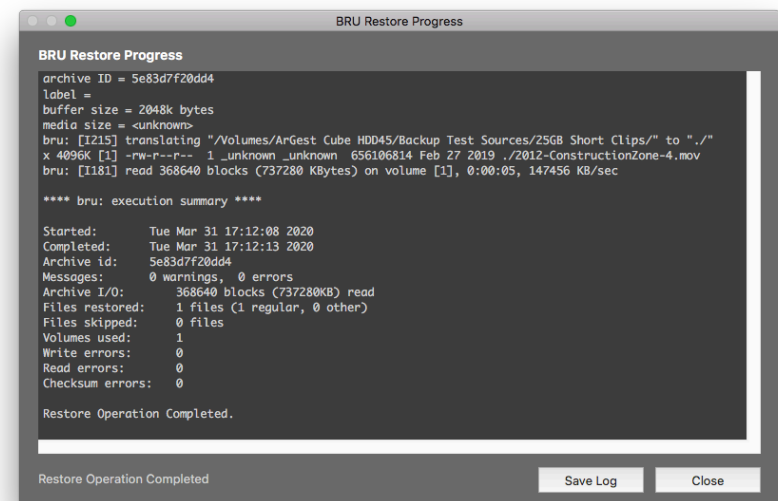 BRU Restore Progress
BRU Restore Progress
archive ID = 5e83d7f20dd4
label =
buffer size = 2048k bytes
media size = <unknown>
bru: [I215] translating "/Volumes/ArGest Cube HDD45/Backup Test Sources/25GB Short Clips/" to "./"
x 4096K [1] -rw-r--r--  1 _unknown _unknown  656106814 Feb 27 2019 ./2012-ConstructionZone-4.mov
bru: [I181] read 368640 blocks (737280 KBytes) on volume [1], 0:00:05, 147456 KB/sec
**** bru: execution summary ****
Started:        Tue Mar 31 17:12:08 2020
Completed:      Tue Mar 31 17:12:13 2020
Archive id:     5e83d7f20dd4
Messages:       0 warnings,  0 errors
Archive I/O:        368640 blocks (737280KB) read
Files restored:     1 files (1 regular, 0 other)
Files skipped:      0 files
Volumes used:       1
Write errors:       0
Read errors:        0
Checksum errors:    0
Restore Operation Completed.
Restore Operation Completed
Save Log
Close